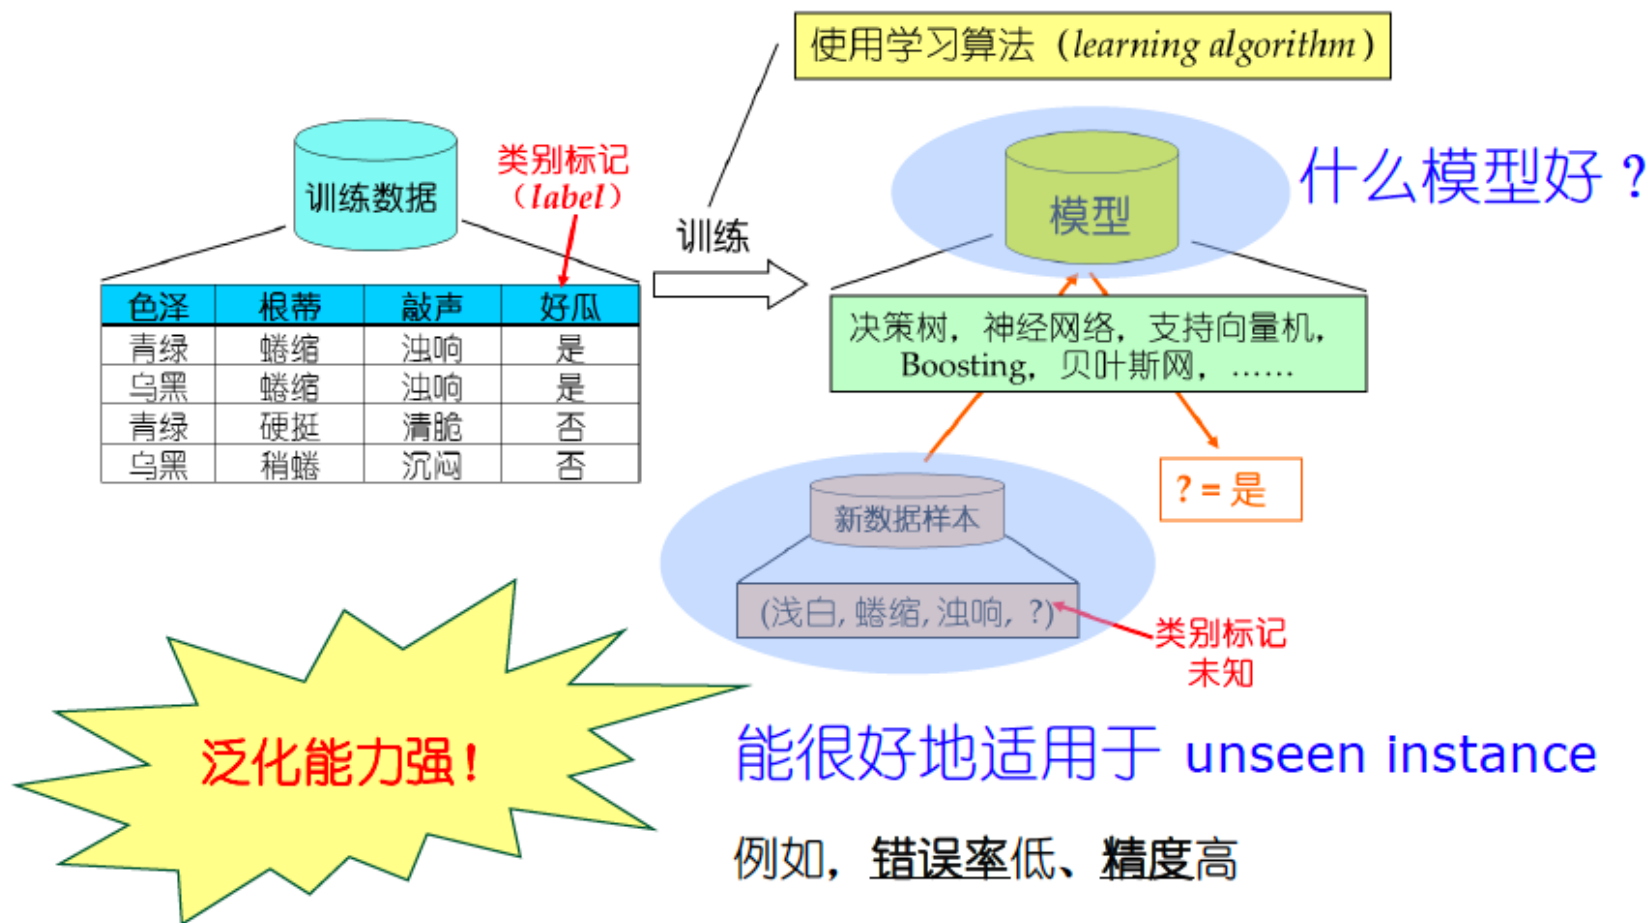 使用学习算法（learning algorithm）
训练数据
类别标记
（label）
训练
模型
什么模型好？
色泽 根蒂 敲声 好瓜
青绿 蜷缩 浊响 是
乌黑 蜷缩 浊响 是
青绿 硬挺 清脆 否
乌黑 稍蜷 沉闷 否
决策树，神经网络，支持向量机，
Boosting，贝叶斯网，……
? = 是
新数据样本
(浅白, 蜷缩, 浊响, ?)
类别标记
未知
泛化能力强！
能很好地适用于 unseen instance
例如，错误率低、精度高